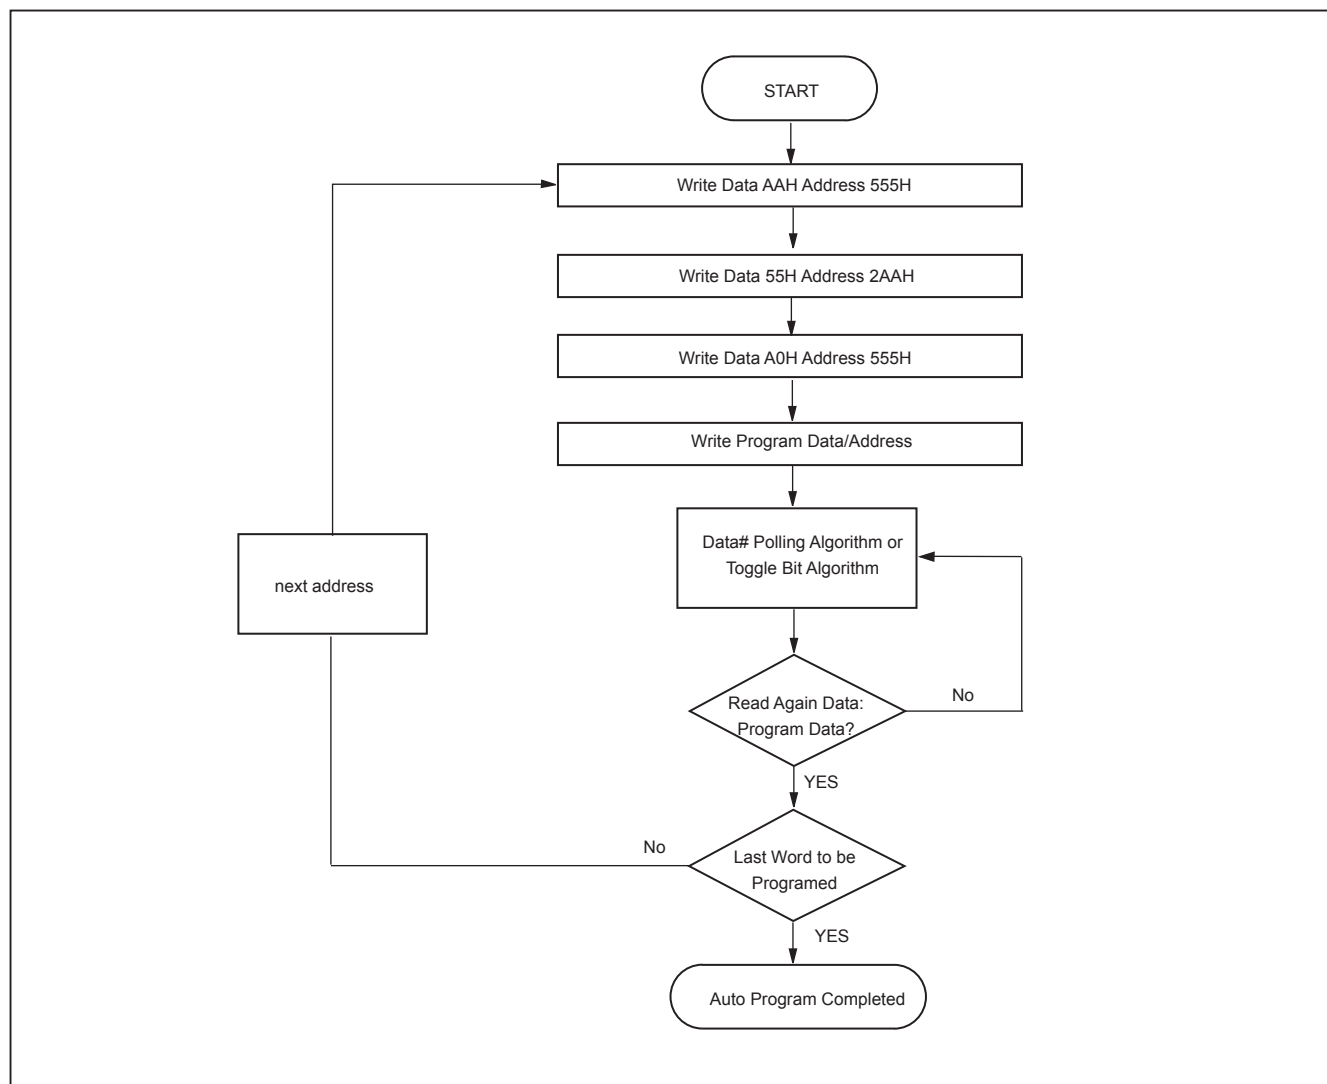 START
Write Data AAH Address 555H
Write Data 55H Address 2AAH
Write Data A0H Address 555H
Write Program Data/Address
Data# Polling Algorithm or
Toggle Bit Algorithm
next address
Read Again Data:
Program Data?
No
YES
No
Last Word to be
Programed
YES
Auto Program Completed